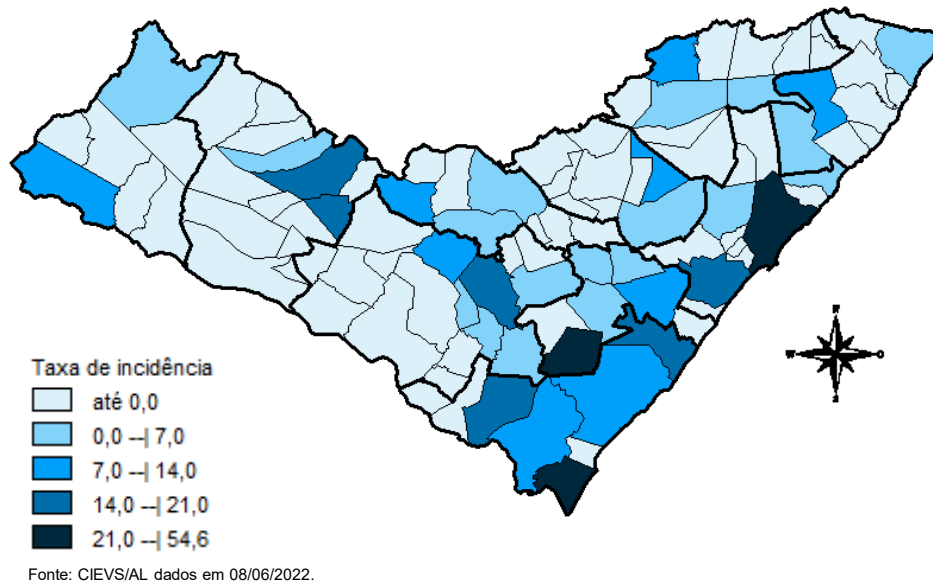 Taxa de incidência
até 0,0
0,0 --| 7,0
7,0 --| 14,0
14,0 --| 21,0
21,0 --| 54,6
Fonte: CIEVS/AL dados em 08/06/2022.